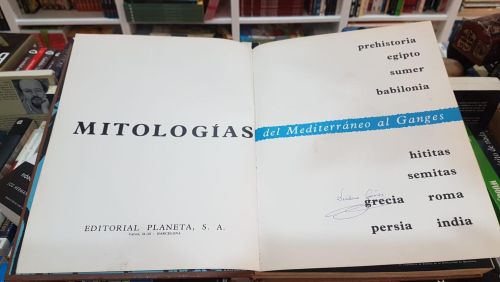 prehistoria
egipto
sumer
babilonia
MITOLOGÍAS del Mediterráneo al Ganges
hititas
semitas
grecia roma
persia india
EDITORIAL PLANETA, S. A.
BARCELONA